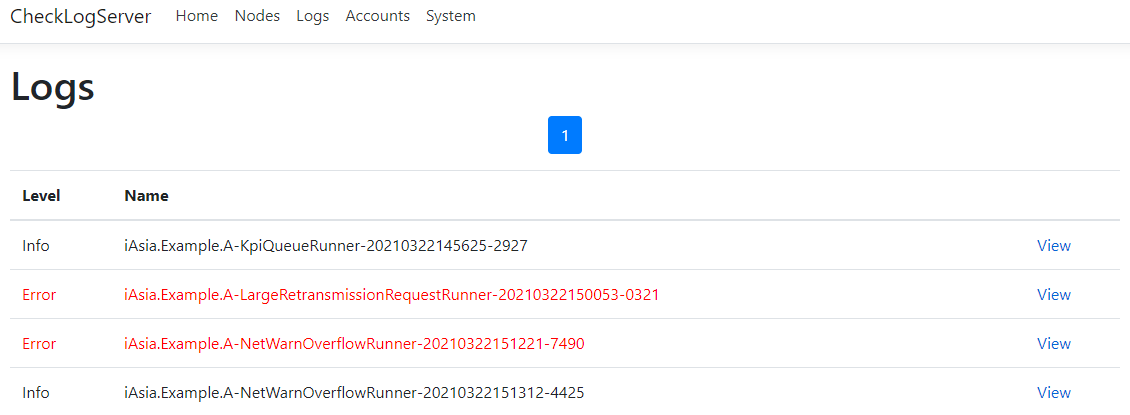 CheckLogServer Home Nodes Logs Accounts System
Logs
1
Level Name
Info iAsia.Example.A-KpiQueueRunner-20210322145625-2927 View
Error iAsia.Example.A-LargeRetransmissionRequestRunner-20210322150053-0321 View
Error iAsia.Example.A-NetWarnOverflowRunner-20210322151221-7490 View
Info iAsia.Example.A-NetWarnOverflowRunner-20210322151312-4425 View